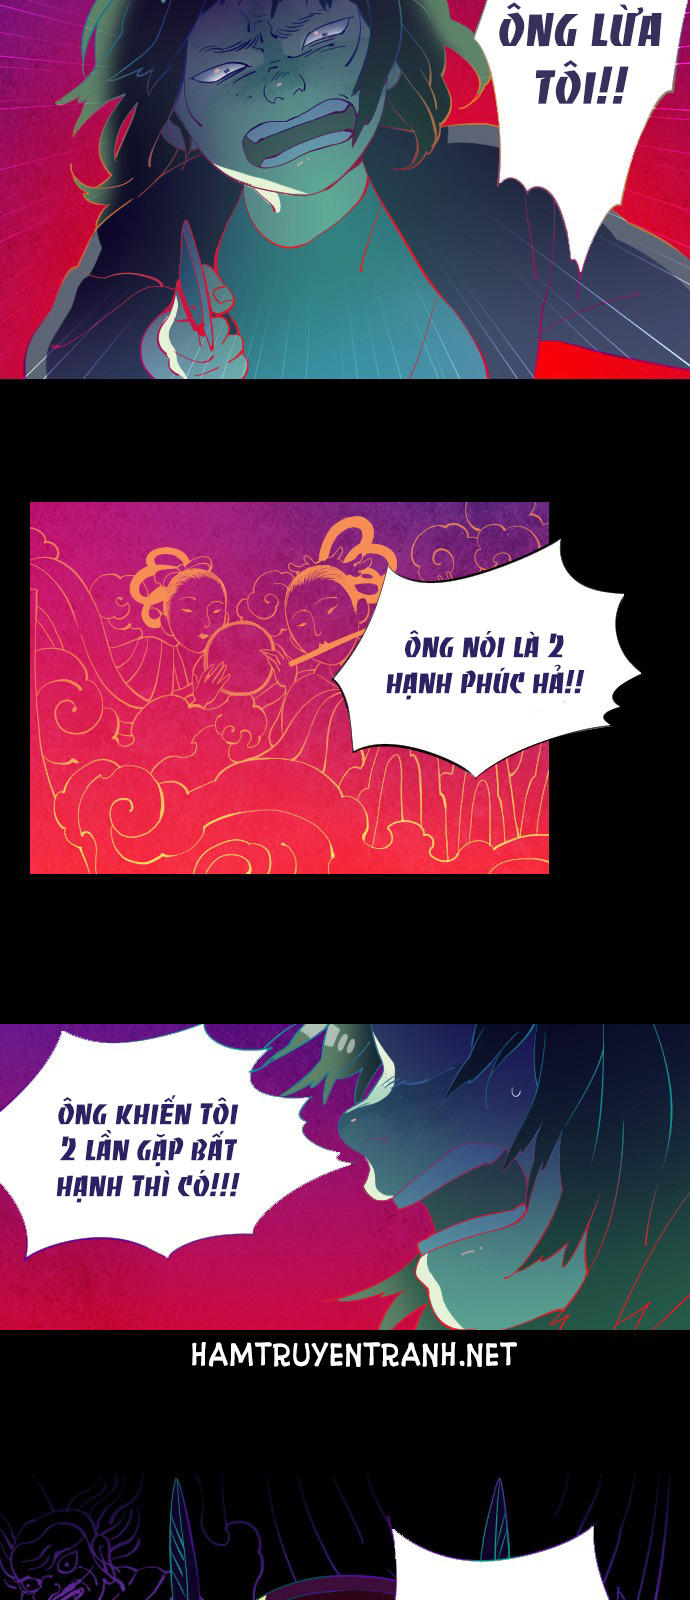 ÔNG LỪA
TÔI!!
ÔNG NÓI LÀ 2
HẠNH PHÚC HẢ!!
ÔNG KHIẾN TÔI
2 LẦN GẶP BẤT
HẠNH THÌ CÓ!!!
HAMTRUYENTRANH.NET